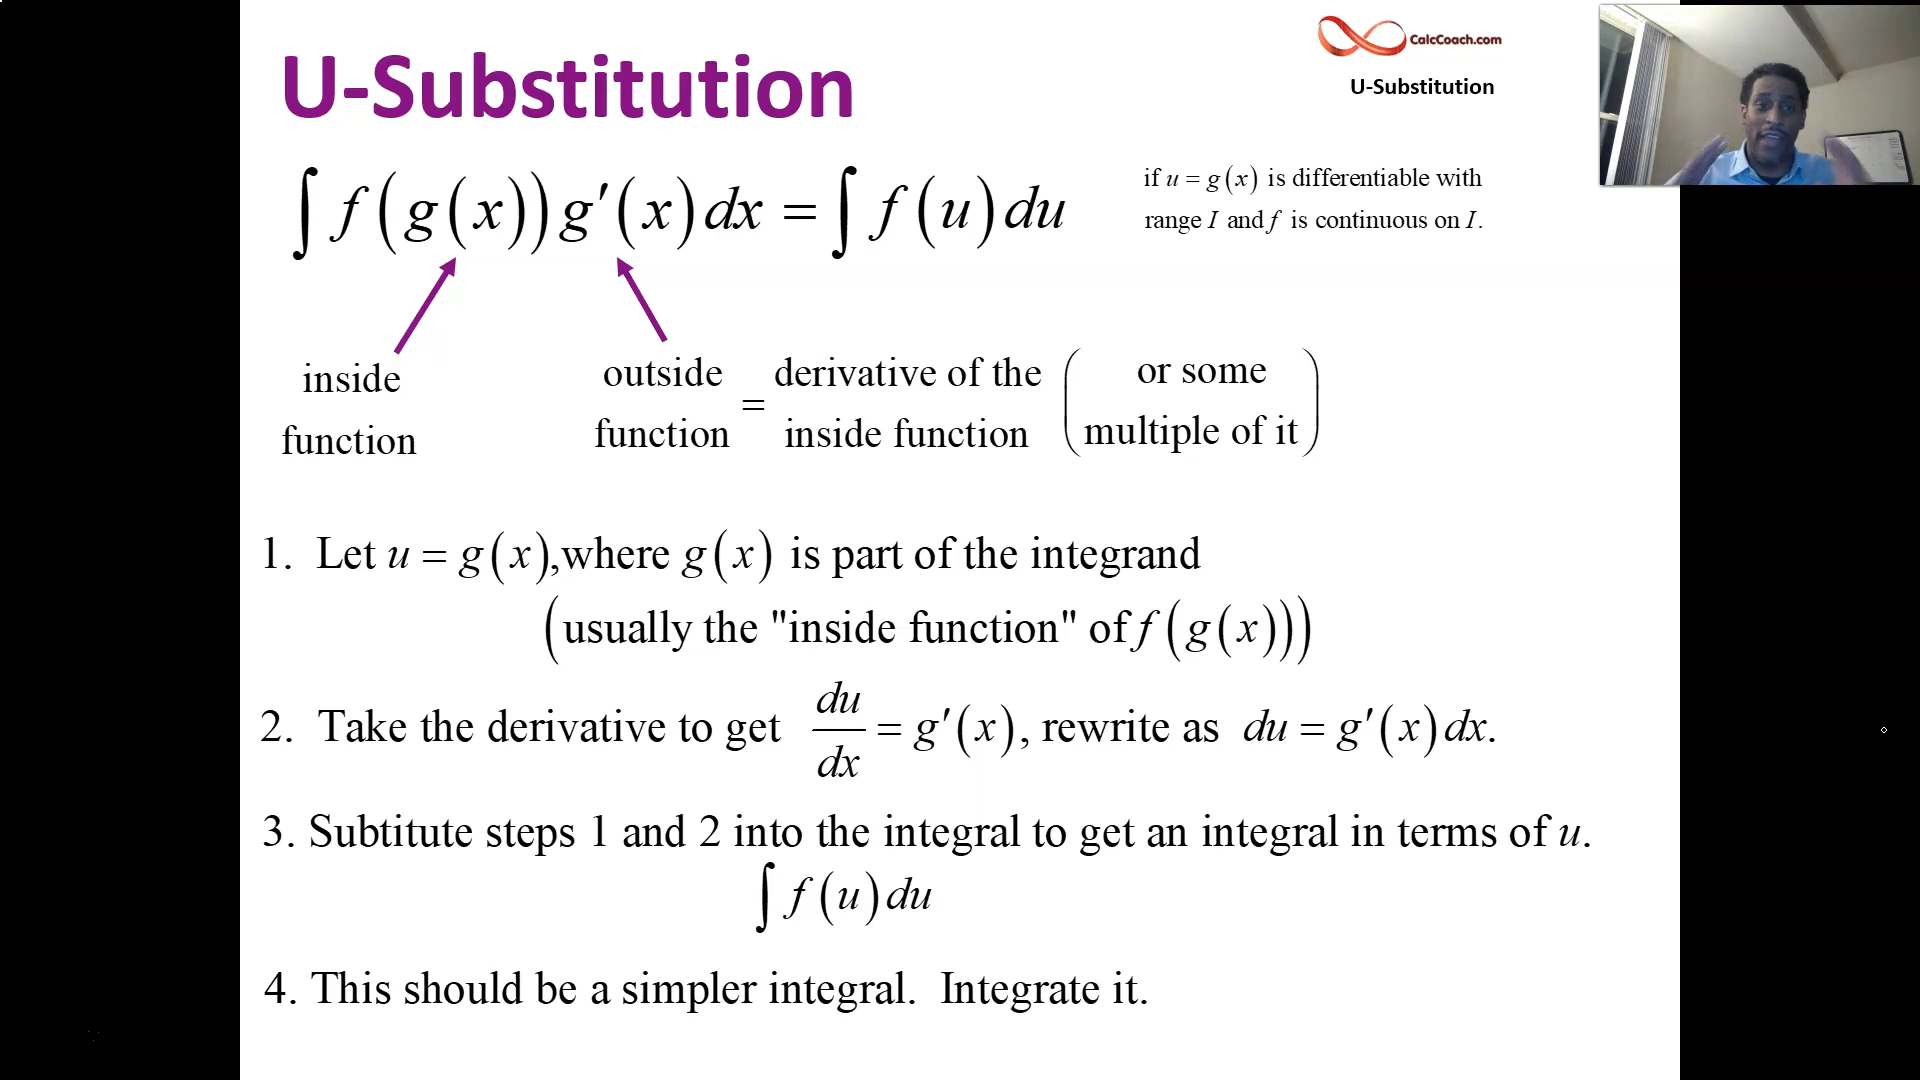 CalcCoach.com
U-Substitution
U-Substitution
∫ f(g(x))g′(x)dx = ∫ f(u)du
if u = g(x) is differentiable with
range I and f is continuous on I.
inside
function
outside
function
=
derivative of the
inside function
(or some
multiple of it)
1. Let u = g(x),where g(x) is part of the integrand
(usually the "inside function" of f(g(x)))
2. Take the derivative to get du/dx = g′(x), rewrite as du = g′(x)dx.
3. Subtitute steps 1 and 2 into the integral to get an integral in terms of u.
∫ f(u)du
4. This should be a simpler integral. Integrate it.